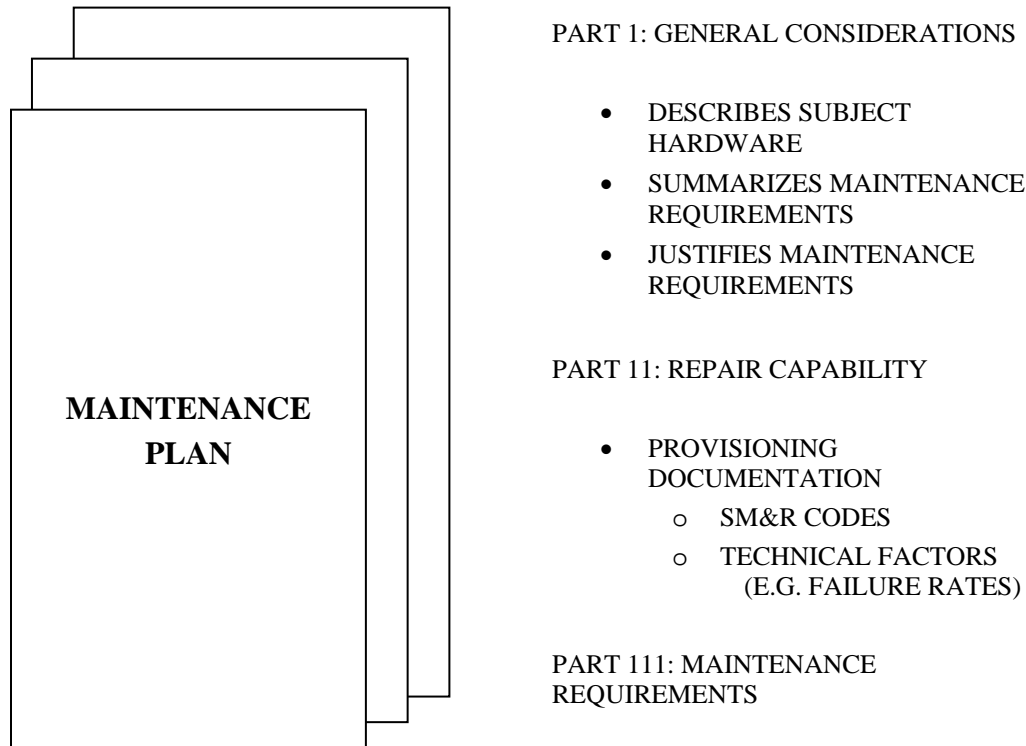 MAINTENANCE
PLAN
PART 1: GENERAL CONSIDERATIONS
• DESCRIBES SUBJECT
HARDWARE
• SUMMARIZES MAINTENANCE
REQUIREMENTS
• JUSTIFIES MAINTENANCE
REQUIREMENTS
PART 11: REPAIR CAPABILITY
• PROVISIONING
DOCUMENTATION
o SM&R CODES
o TECHNICAL FACTORS
(E.G. FAILURE RATES)
PART 111: MAINTENANCE
REQUIREMENTS